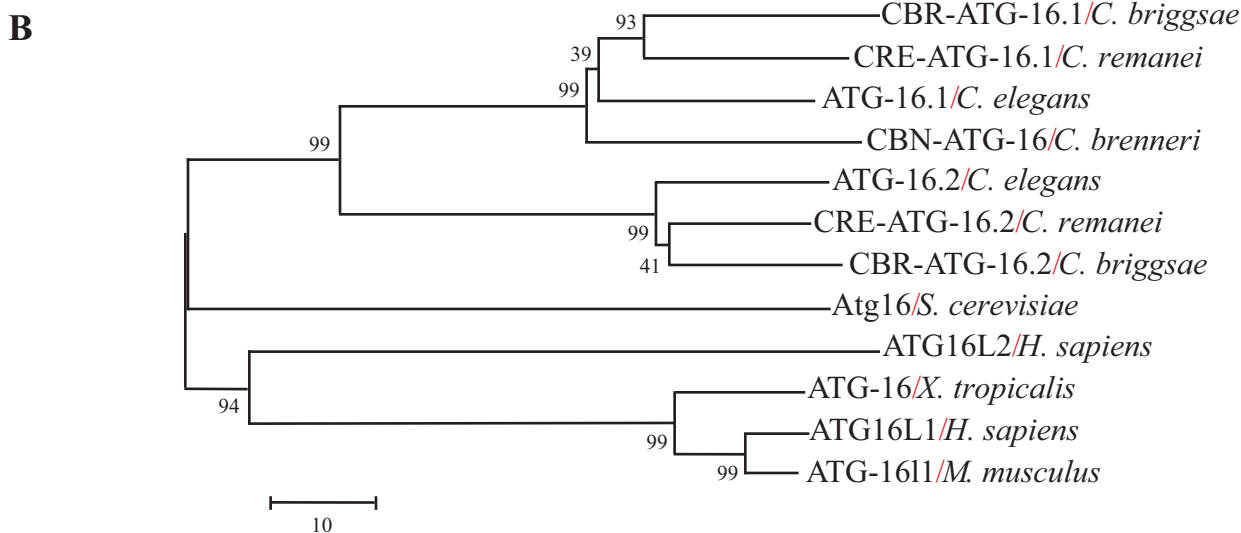 B
93
CBR-ATG-16.1/C. briggsae
39
CRE-ATG-16.1/C. remanei
99
ATG-16.1/C. elegans
99
CBN-ATG-16/C. brenneri
ATG-16.2/C. elegans
99
CRE-ATG-16.2/C. remanei
41
CBR-ATG-16.2/C. briggsae
Atg16/S. cerevisiae
ATG16L2/H. sapiens
94
ATG-16/X. tropicalis
99
ATG16L1/H. sapiens
99
ATG-16l1/M. musculus
10